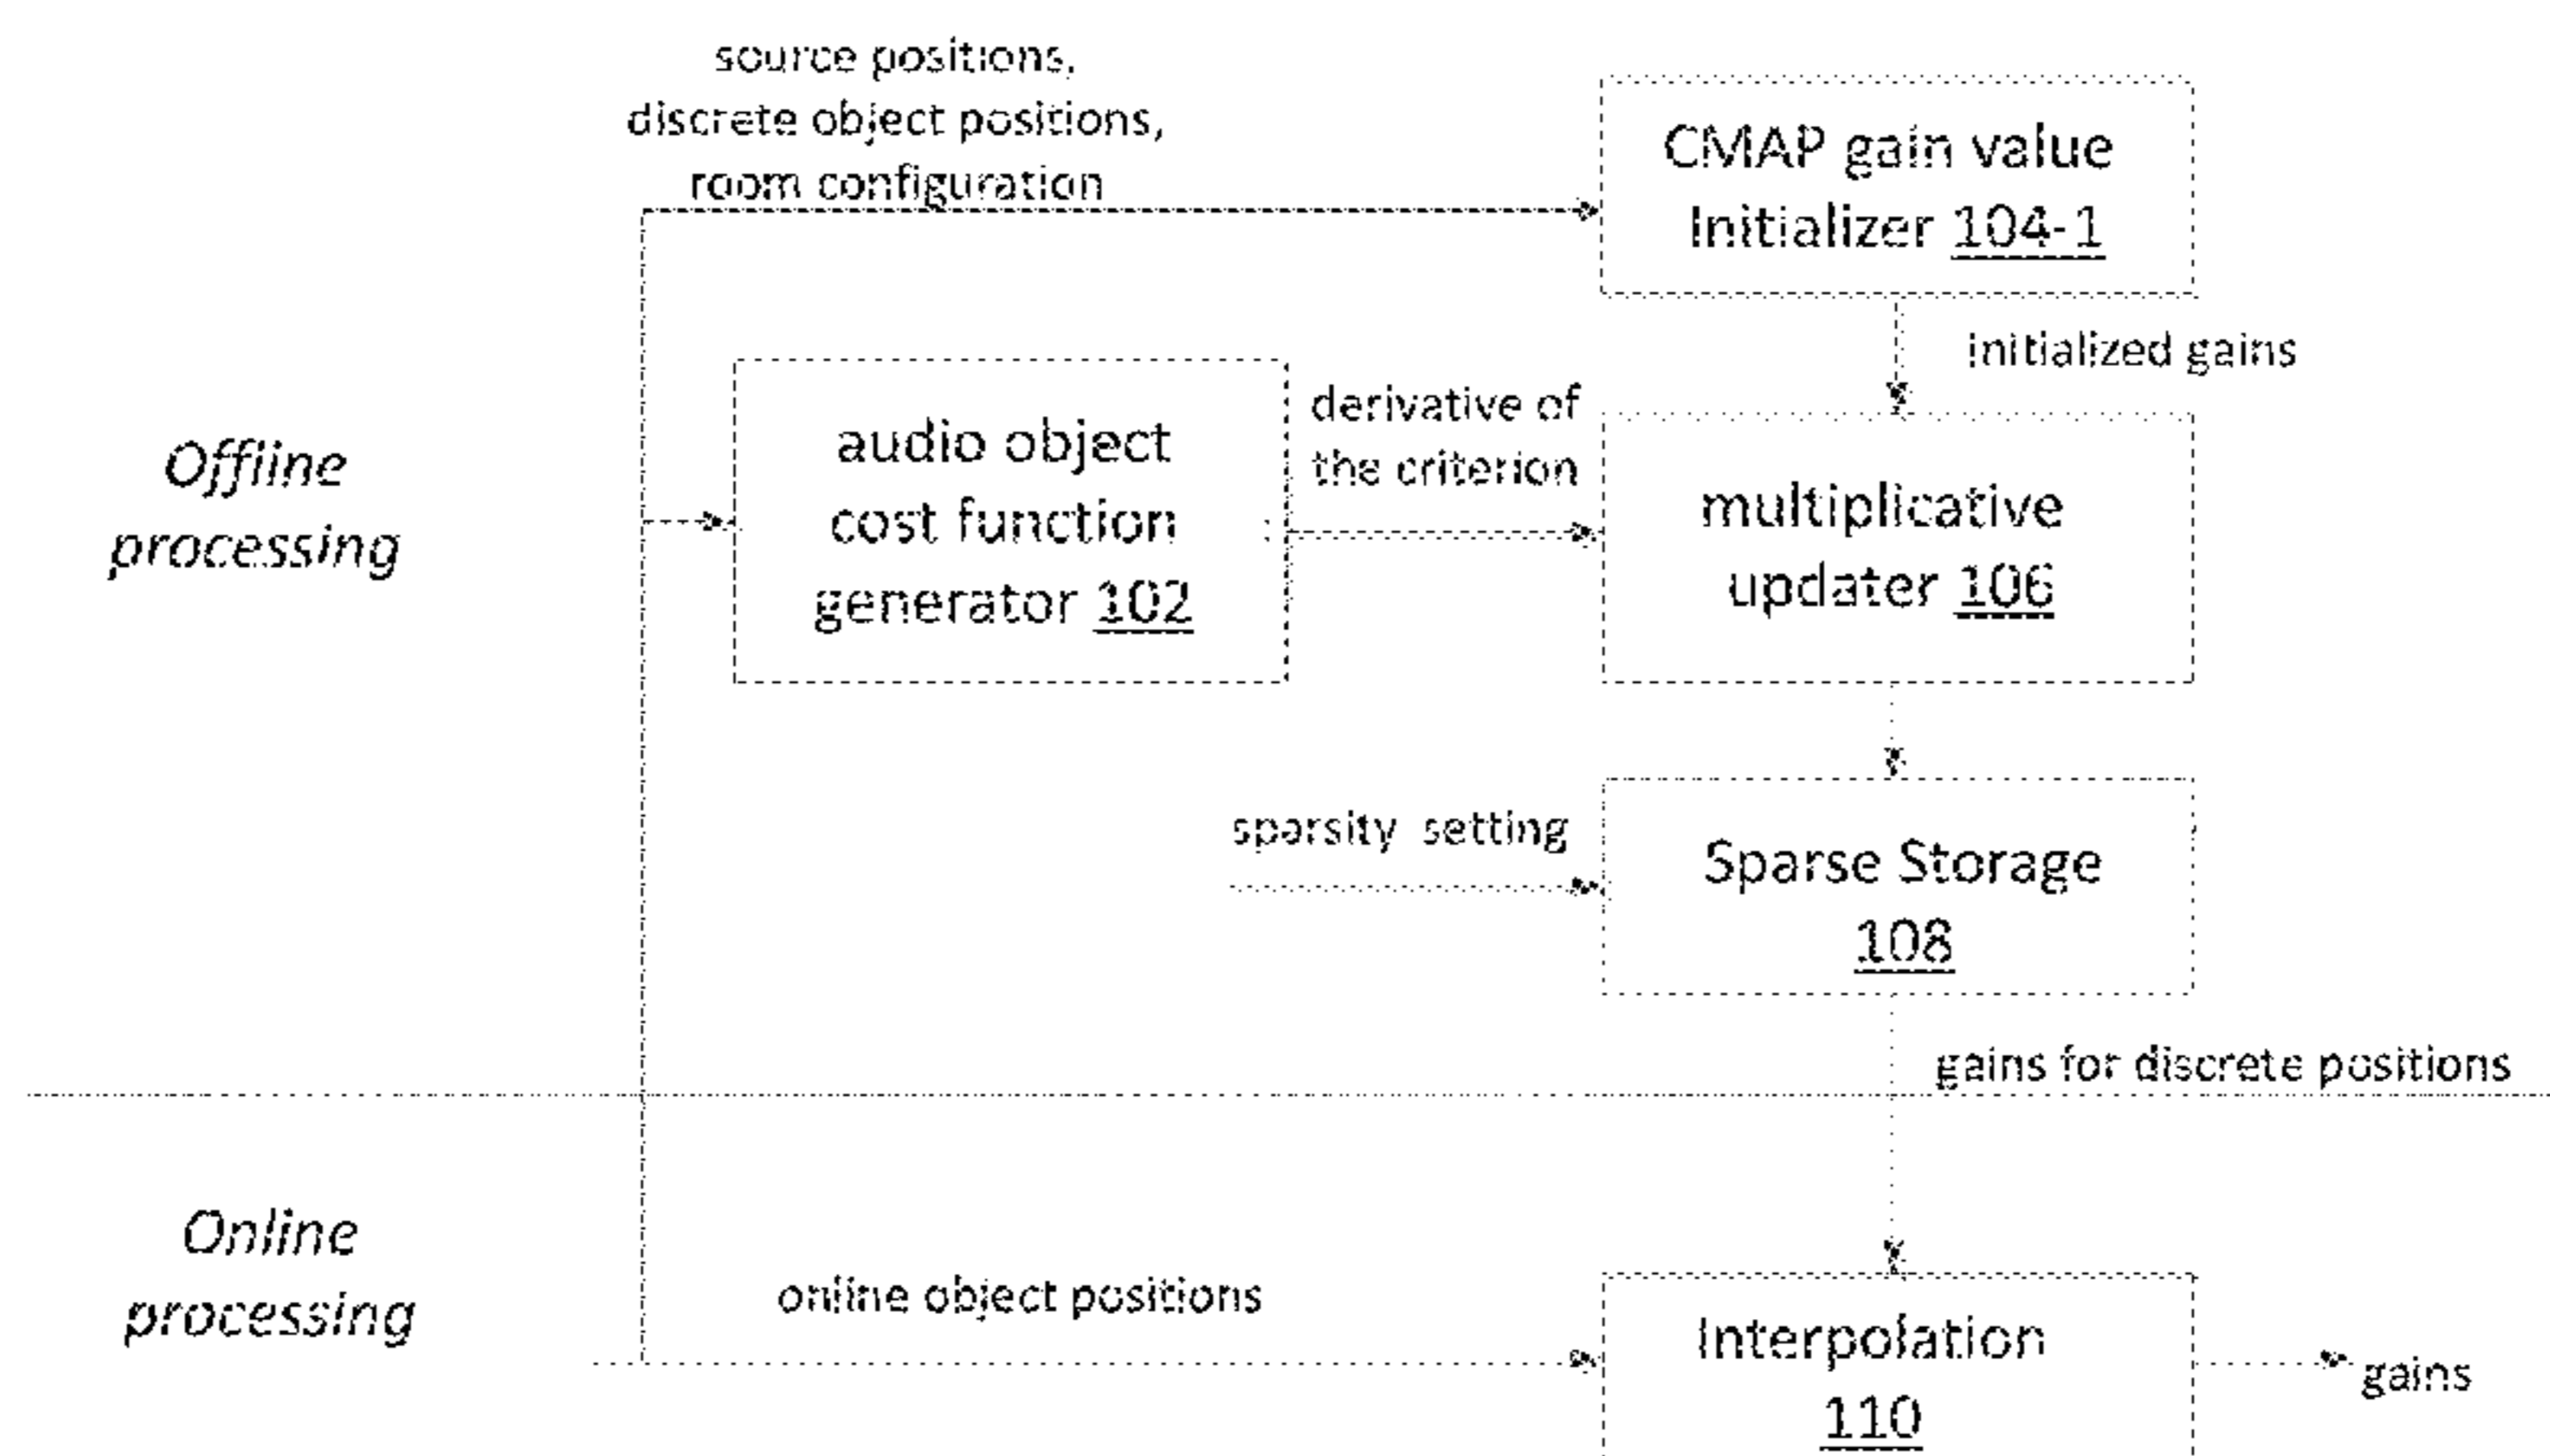 source positions,
discrete object positions,
room configuration
CMAP gain value
Initializer 104-1
initialized gains
Offline
processing
audio object
cost function
generator 102
derivative of
the criterion
multiplicative
updater 106
sparsity setting
Sparse Storage
108
gains for discrete positions
Online
processing
online object positions
Interpolation
110
gains